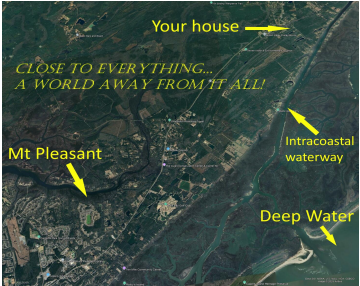 Your house
CLOSE TO EVERYTHING...
A WORLD AWAY FROM IT ALL!
Intracoastal
waterway
Mt Pleasant
Deep Water